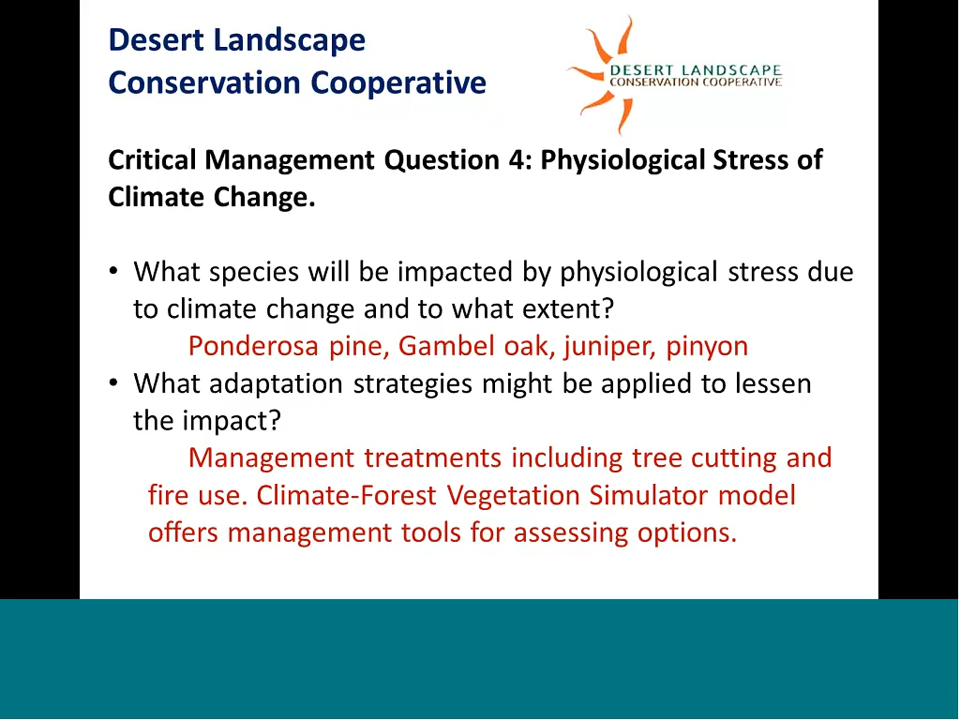 Desert Landscape
Conservation Cooperative
DESERT LANDSCAPE
CONSERVATION COOPERATIVE
Critical Management Question 4: Physiological Stress of
Climate Change.
• What species will be impacted by physiological stress due
to climate change and to what extent?
Ponderosa pine, Gambel oak, juniper, pinyon
• What adaptation strategies might be applied to lessen
the impact?
Management treatments including tree cutting and
fire use. Climate-Forest Vegetation Simulator model
offers management tools for assessing options.